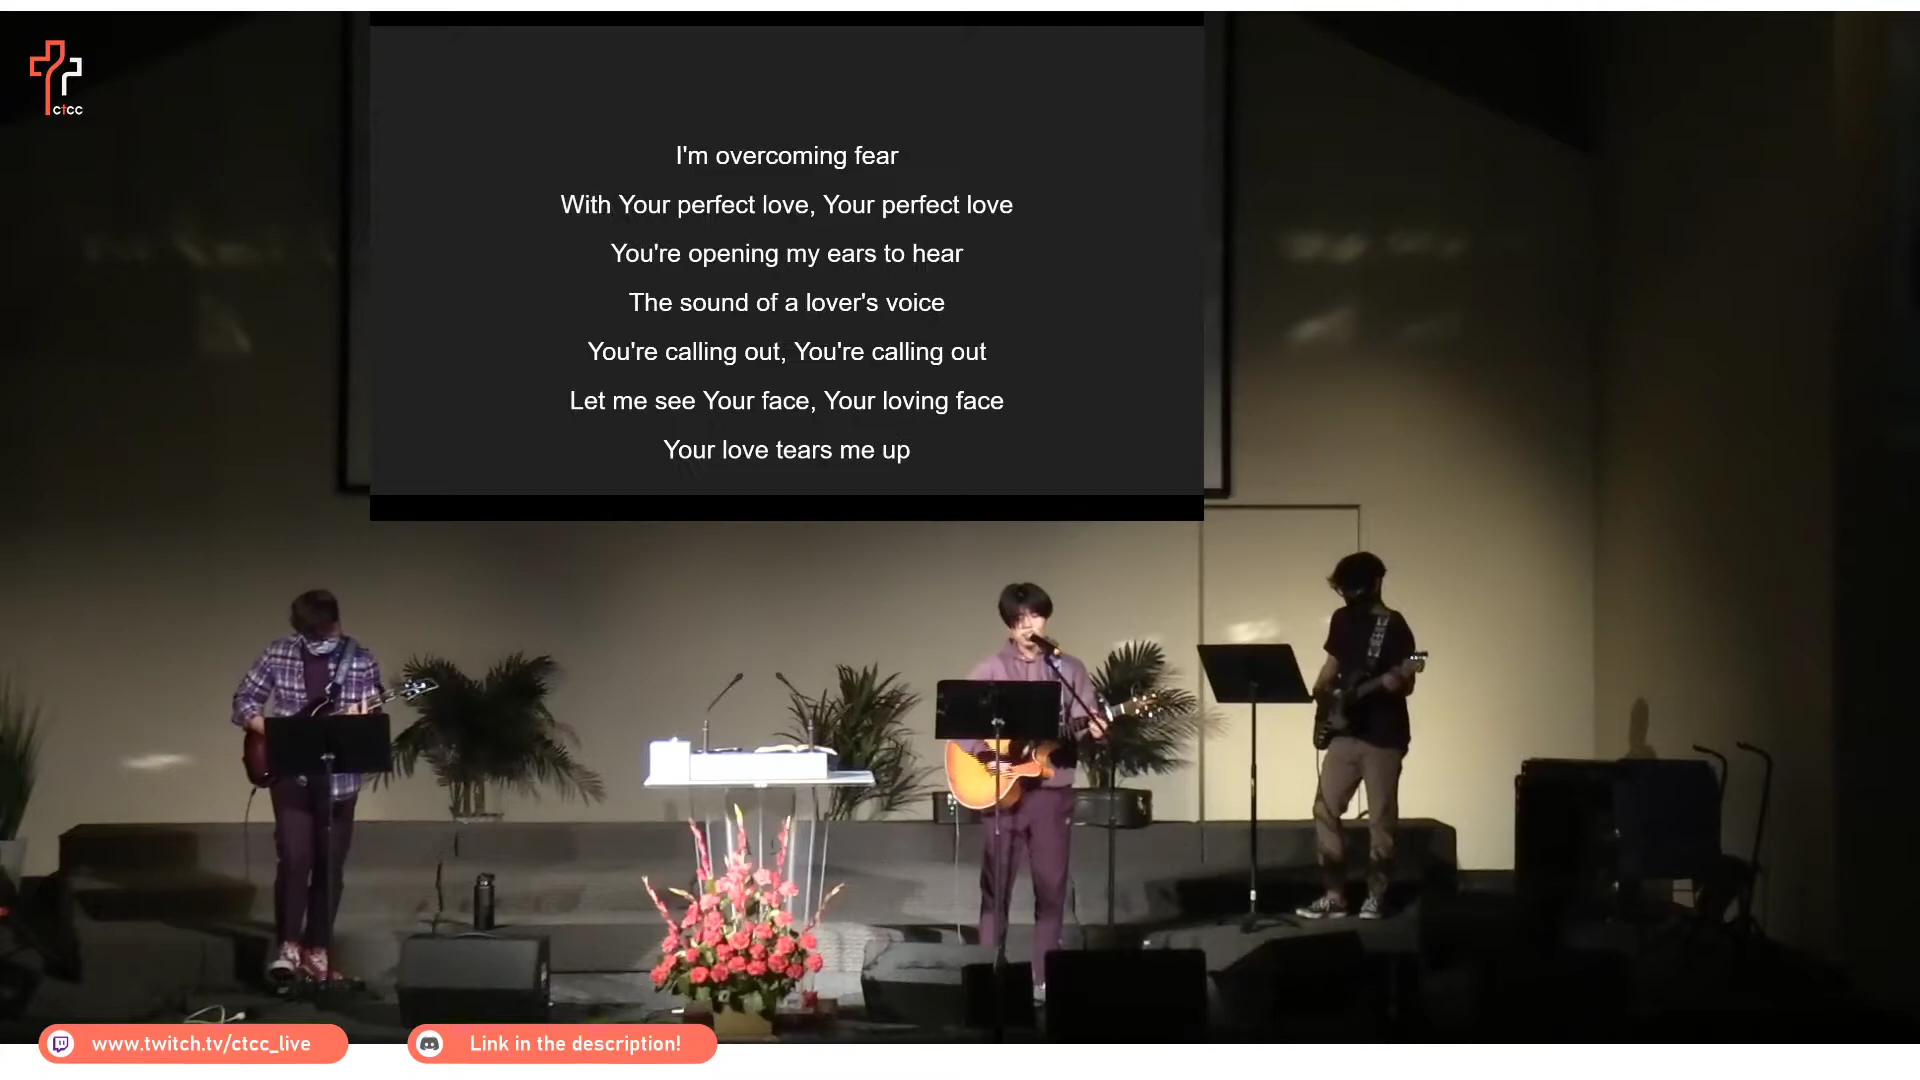 ctcc
I'm overcoming fear
With Your perfect love, Your perfect love
You're opening my ears to hear
The sound of a lover's voice
You're calling out, You're calling out
Let me see Your face, Your loving face
Your love tears me up
www.twitch.tv/ctcc_live
Link in the description!